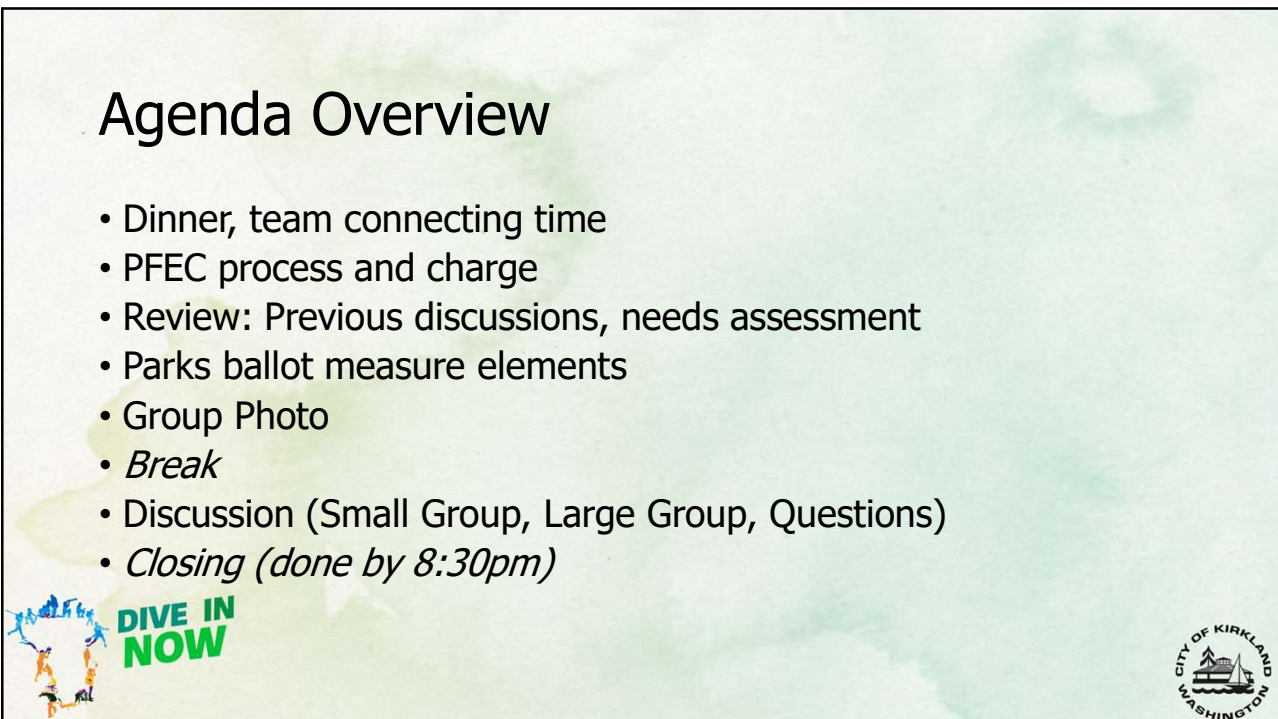 Agenda Overview
• Dinner, team connecting time
• PFEC process and charge
• Review: Previous discussions, needs assessment
• Parks ballot measure elements
• Group Photo
• Break
• Discussion (Small Group, Large Group, Questions)
• Closing (done by 8:30pm)
DIVE IN
NOW
CITY OF KIRKLAND
WASHINGTON